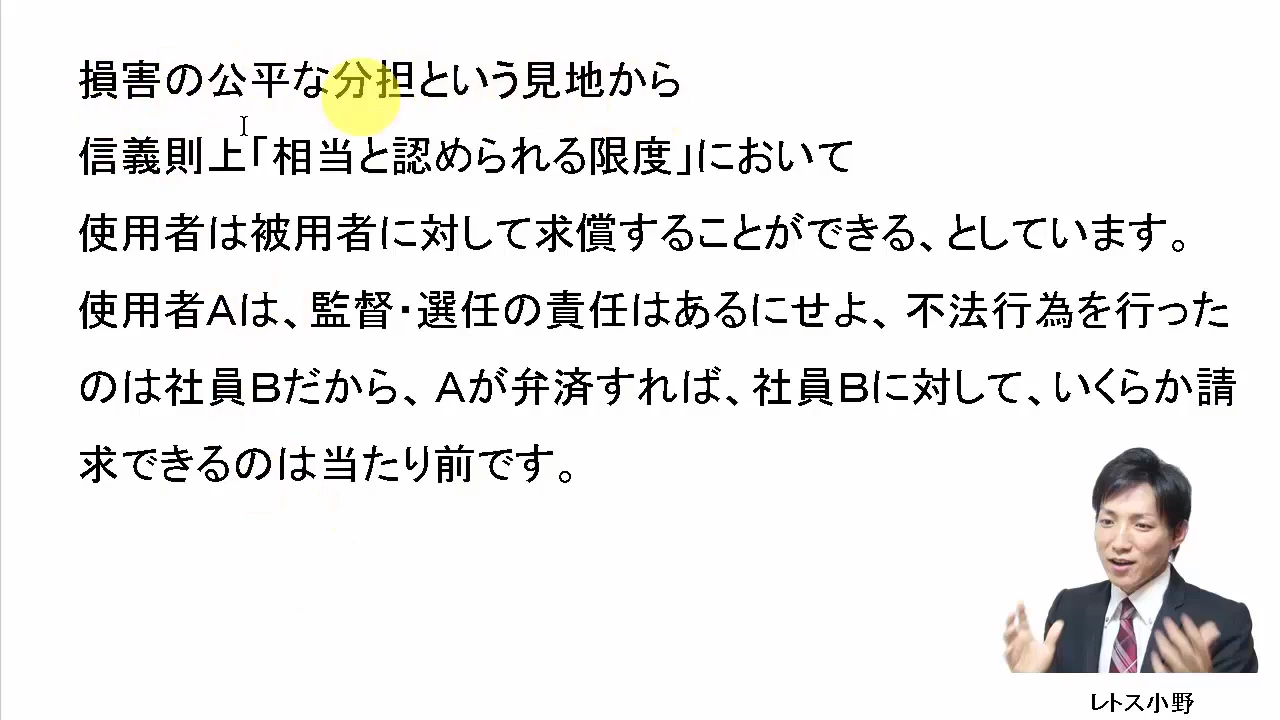 損害の公平な分担という見地から
信義則上「相当と認められる限度」において
使用者は被用者に対して求償することができる、としています。
使用者Aは、監督・選任の責任はあるにせよ、不法行為を行った
のは社員Bだから、Aが弁済すれば、社員Bに対して、いくらか請
求できるのは当たり前です。
レトス小野